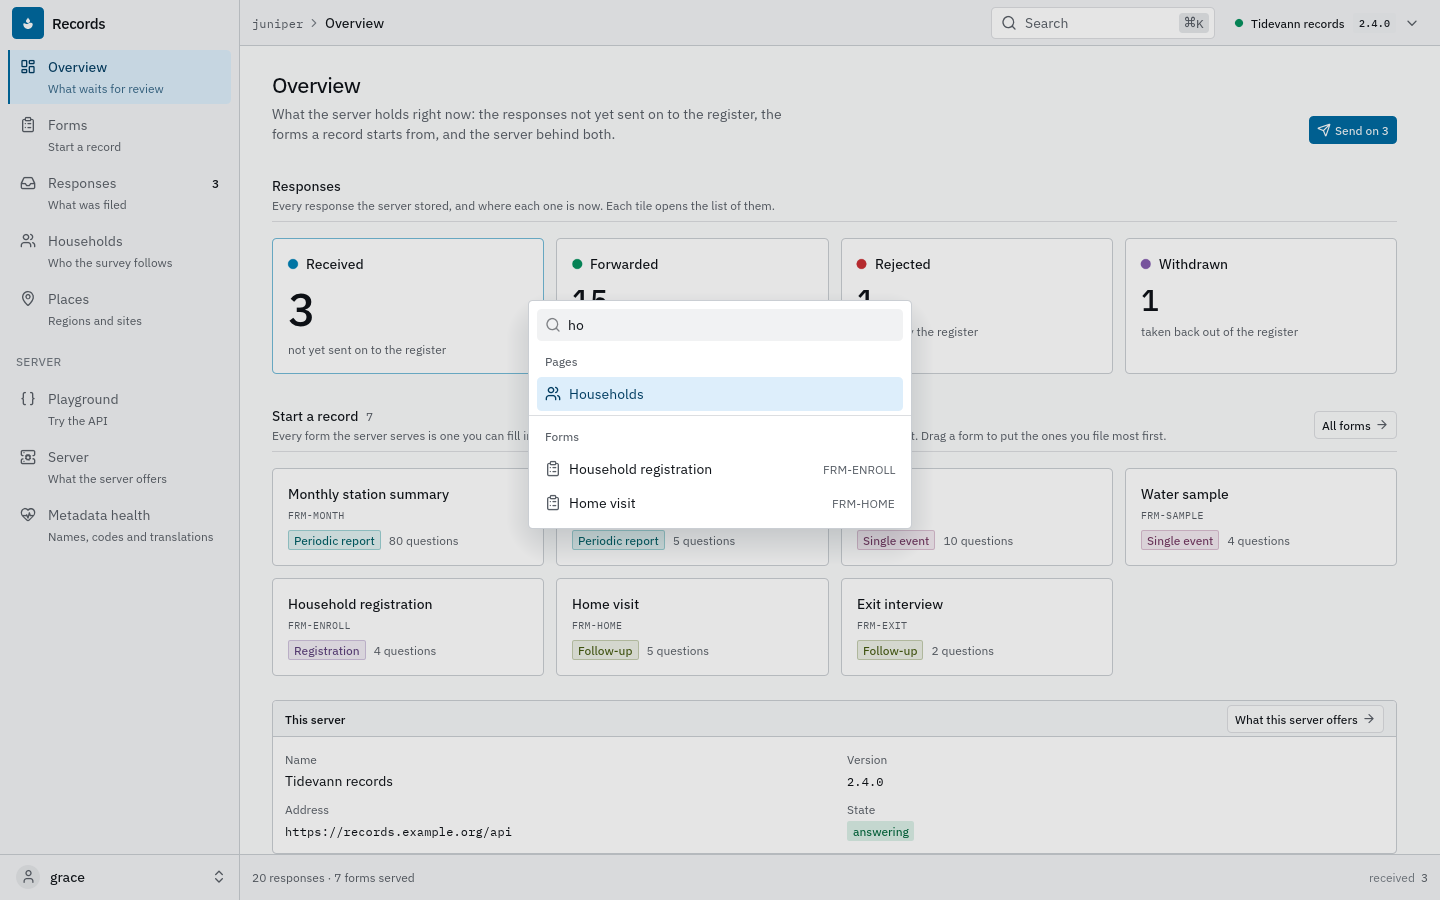 Records
Overview
What waits for review
Forms
Start a record
Responses 3
What was filed
Households
Who the survey follows
Places
Regions and sites
SERVER
Playground
Try the API
Server
What the server offers
Metadata health
Names, codes and translations
grace
juniper > Overview
Search ⌘K
Tidevann records 2.4.0
Overview
What the server holds right now: the responses not yet sent on to the register, the
forms a record starts from, and the server behind both.
Send on 3
Responses
Every response the server stored, and where each one is now. Each tile opens the list of them.
Received
3
not yet sent on to the register
Forwarded
15
Rejected
1
the register
Withdrawn
1
taken back out of the register
ho
Pages
Households
Forms
Household registration FRM-ENROLL
Home visit FRM-HOME
Start a record 7
Every form the server serves is one you can fill
Drag a form to put the ones you file most first.
All forms
Monthly station summary
FRM-MONTH
Periodic report 80 questions
Periodic report 5 questions
Single event 10 questions
Water sample
FRM-SAMPLE
Single event 4 questions
Household registration
FRM-ENROLL
Registration 4 questions
Home visit
FRM-HOME
Follow-up 5 questions
Exit interview
FRM-EXIT
Follow-up 2 questions
This server
What this server offers
Name
Tidevann records
Version
2.4.0
Address
https://records.example.org/api
State
answering
20 responses · 7 forms served
received 3